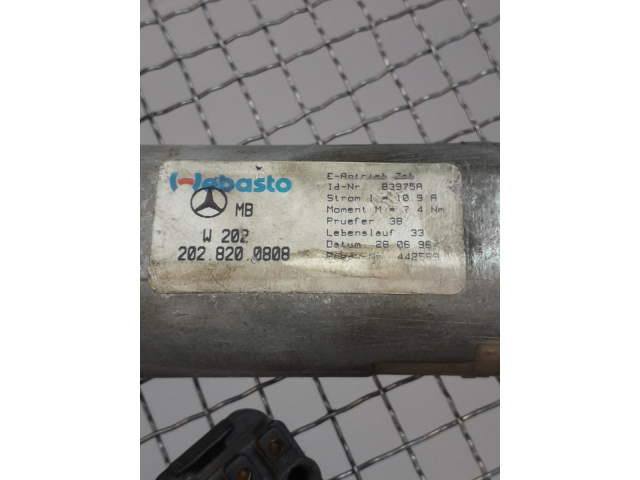 Webasto
MB
W 202
202.820.0808
E-Antrieb Zsb
Id-Nr. 83975A
Strom I = 10.9 A
Moment M = 7.4 Nm
Pruefer 38
Lebenslauf 33
Datum 28.06.96